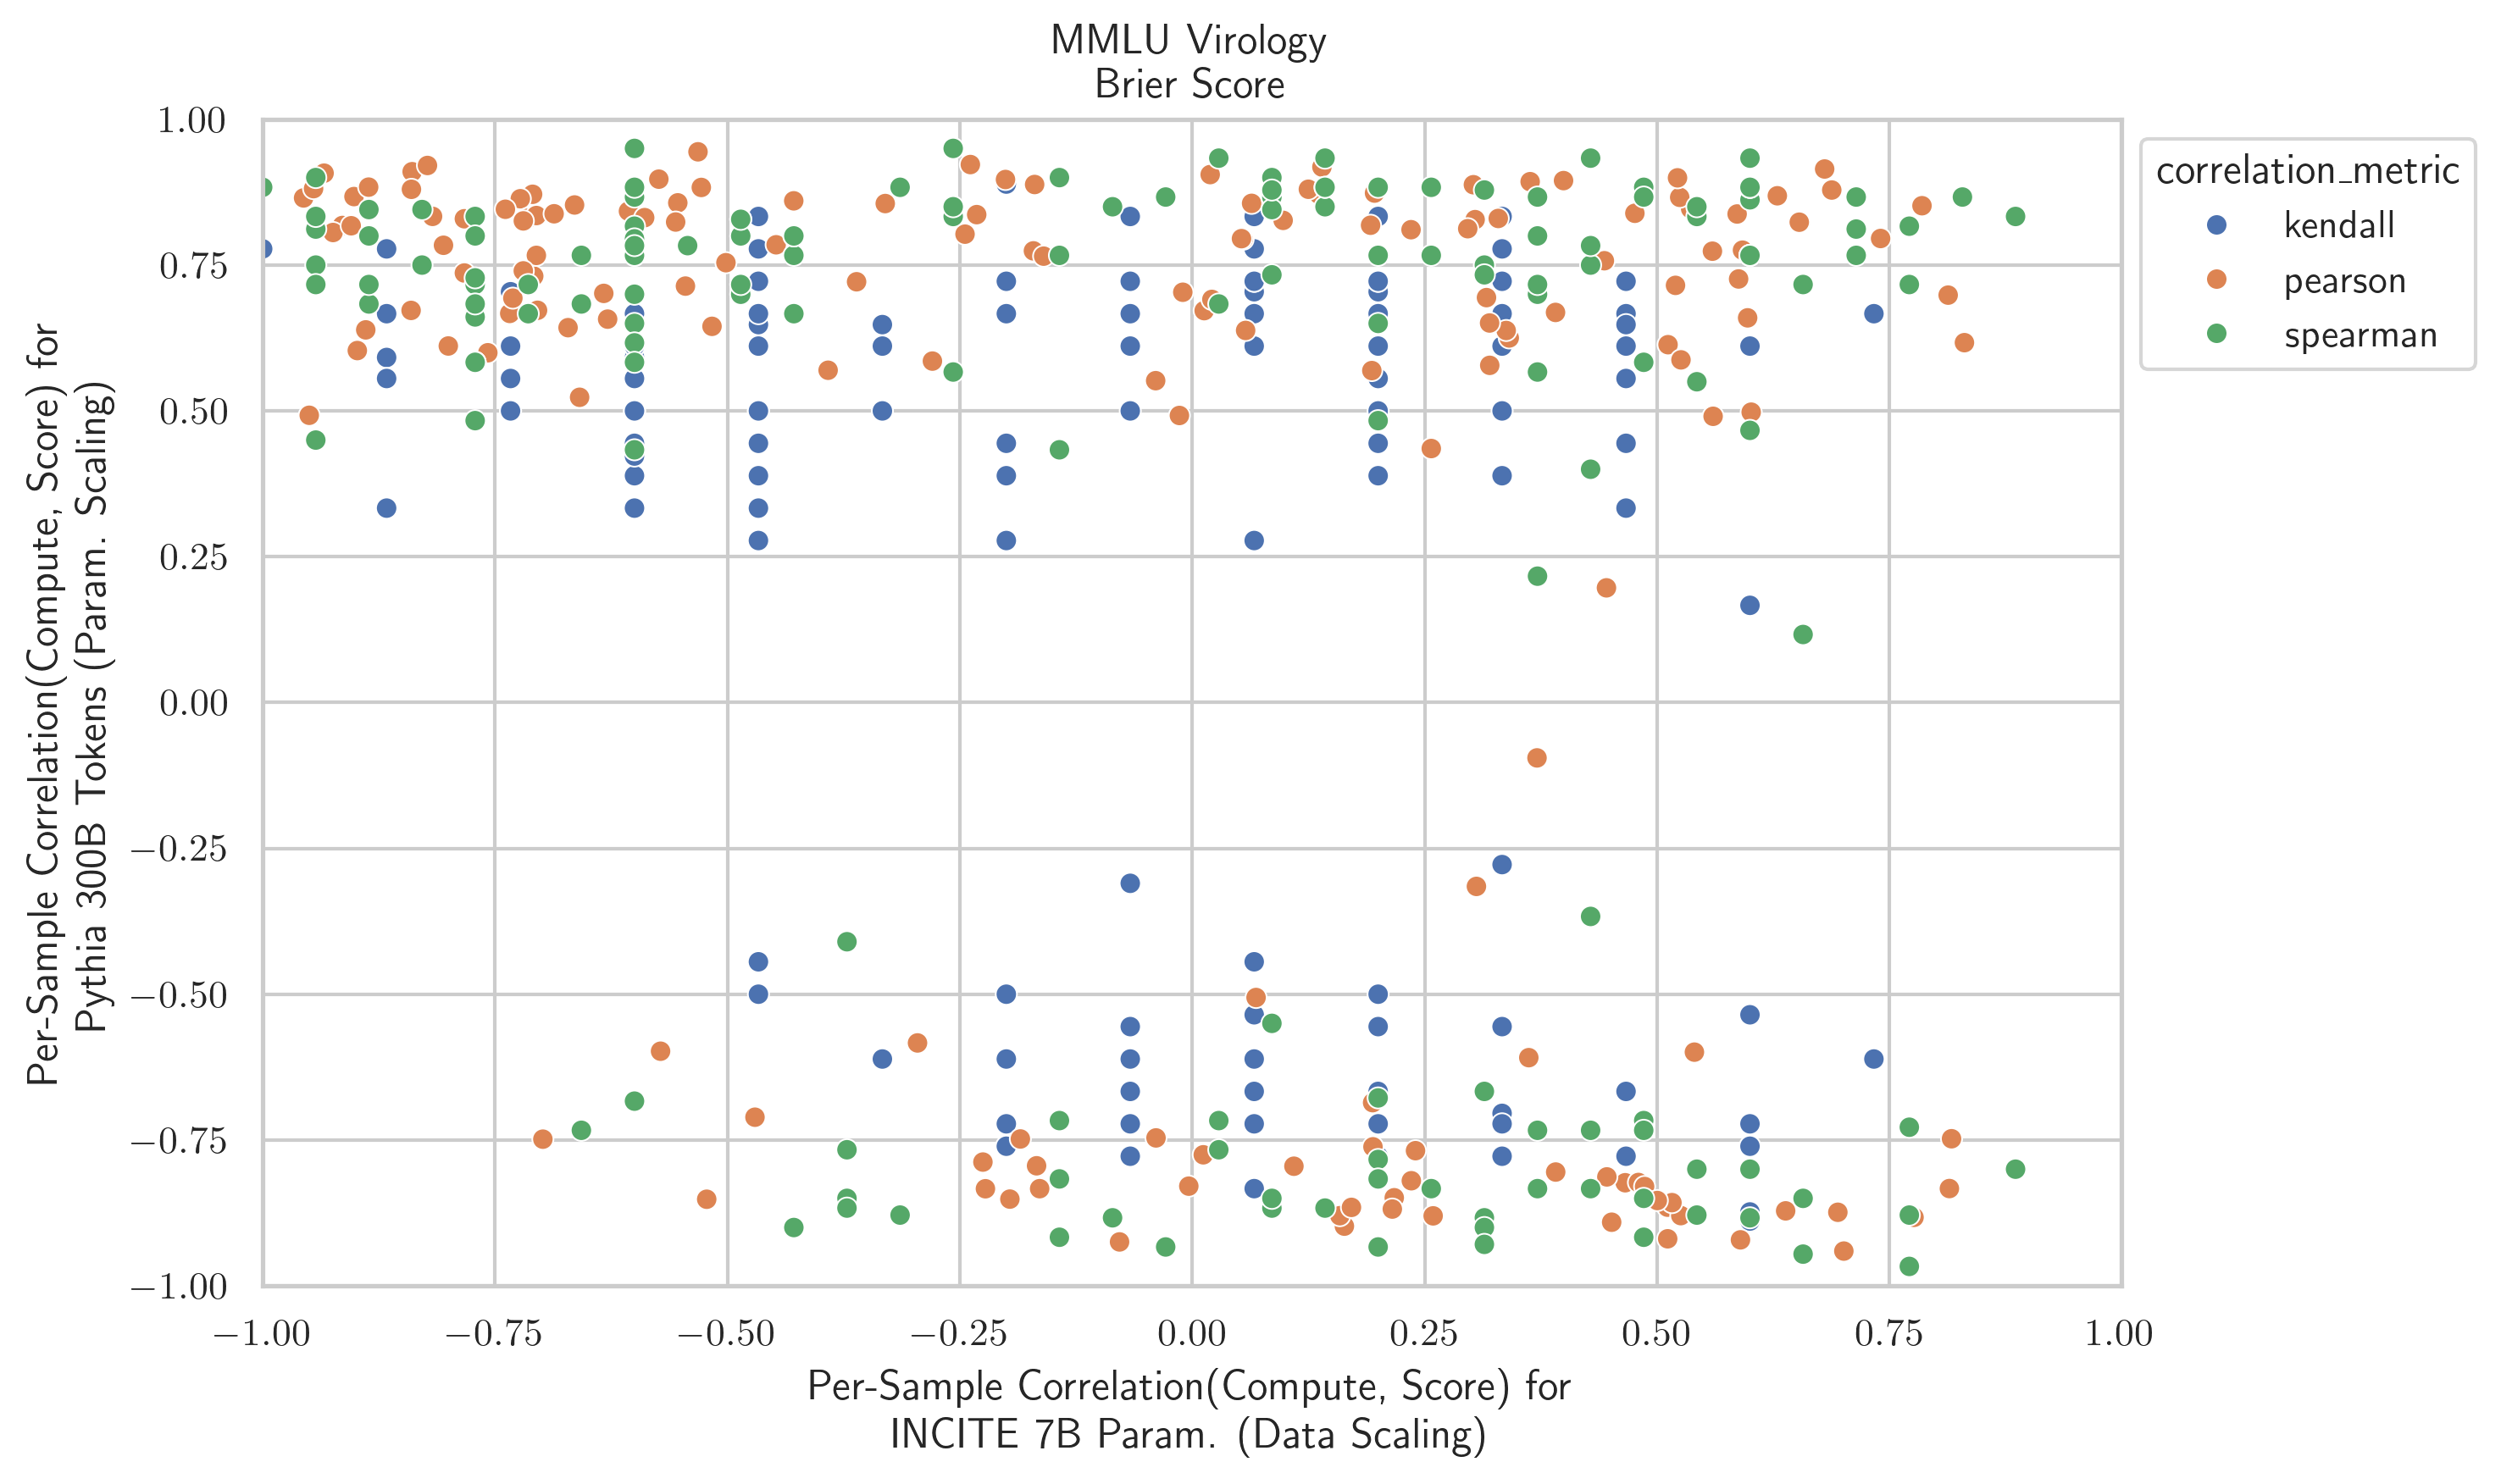 MMLU Virology
Brier Score
1.00
0.75
0.50
0.25
0.00
−0.25
−0.50
−0.75
−1.00
Per-Sample Correlation(Compute, Score) for
Pythia 300B Tokens (Param. Scaling)
−1.00 −0.75 −0.50 −0.25 0.00 0.25 0.50 0.75 1.00
Per-Sample Correlation(Compute, Score) for
INCITE 7B Param. (Data Scaling)
correlation_metric
kendall
pearson
spearman